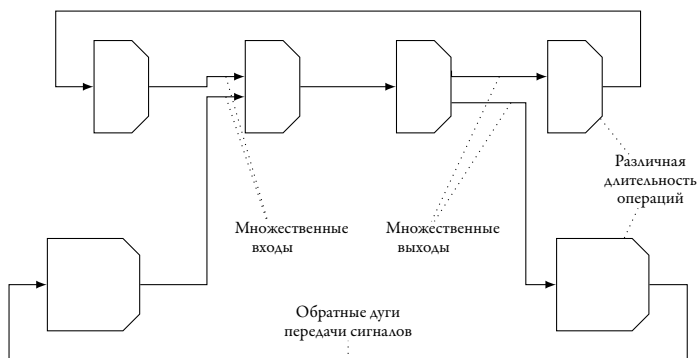 Различная
длительность
операций
Множественные
входы
Множественные
выходы
Обратные дуги
передачи сигналов